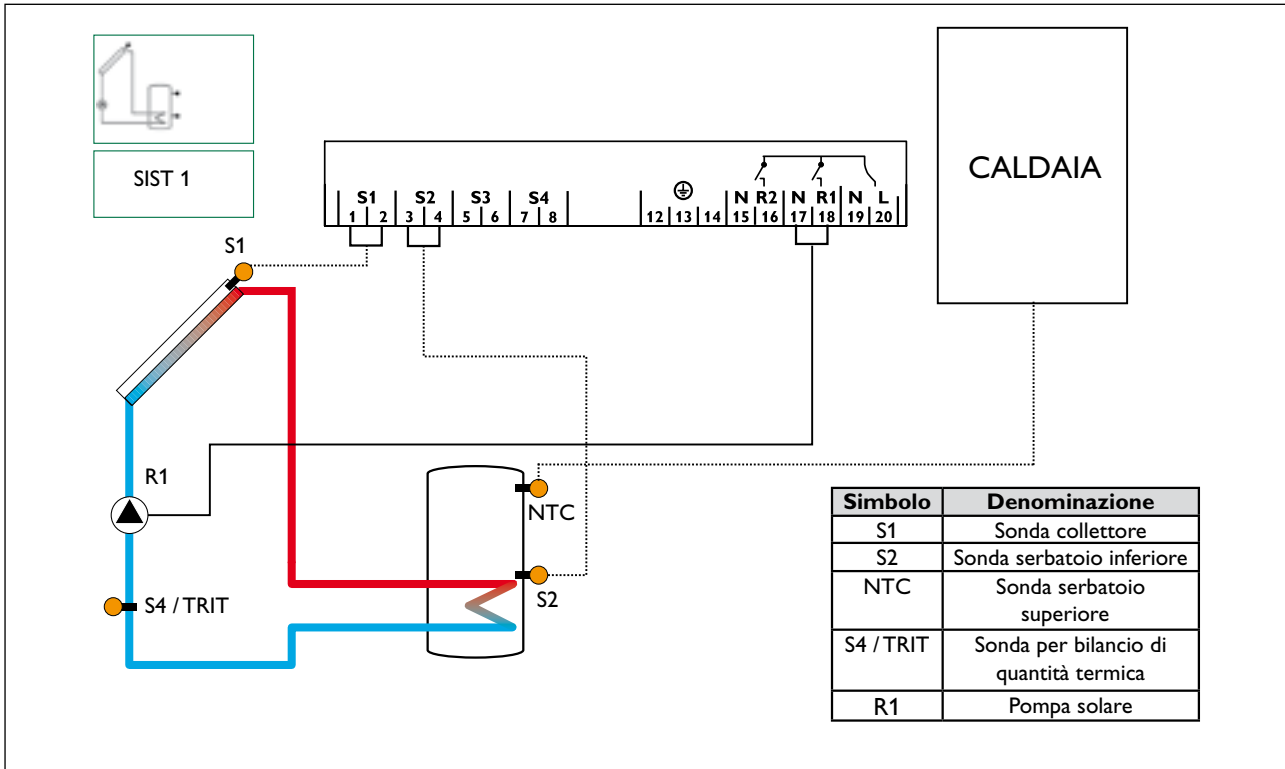 SIST 1
CALDAIA
S1 S2 S3 S4 N R2 N R1 N L
1 2 3 4 5 6 7 8 12 13 14 15 16 17 18 19 20
S1
R1
NTC
S2
S4 / TRIT
Simbolo Denominazione
S1 Sonda collettore
S2 Sonda serbatoio inferiore
NTC Sonda serbatoio
superiore
S4 / TRIT Sonda per bilancio di
quantità termica
R1 Pompa solare